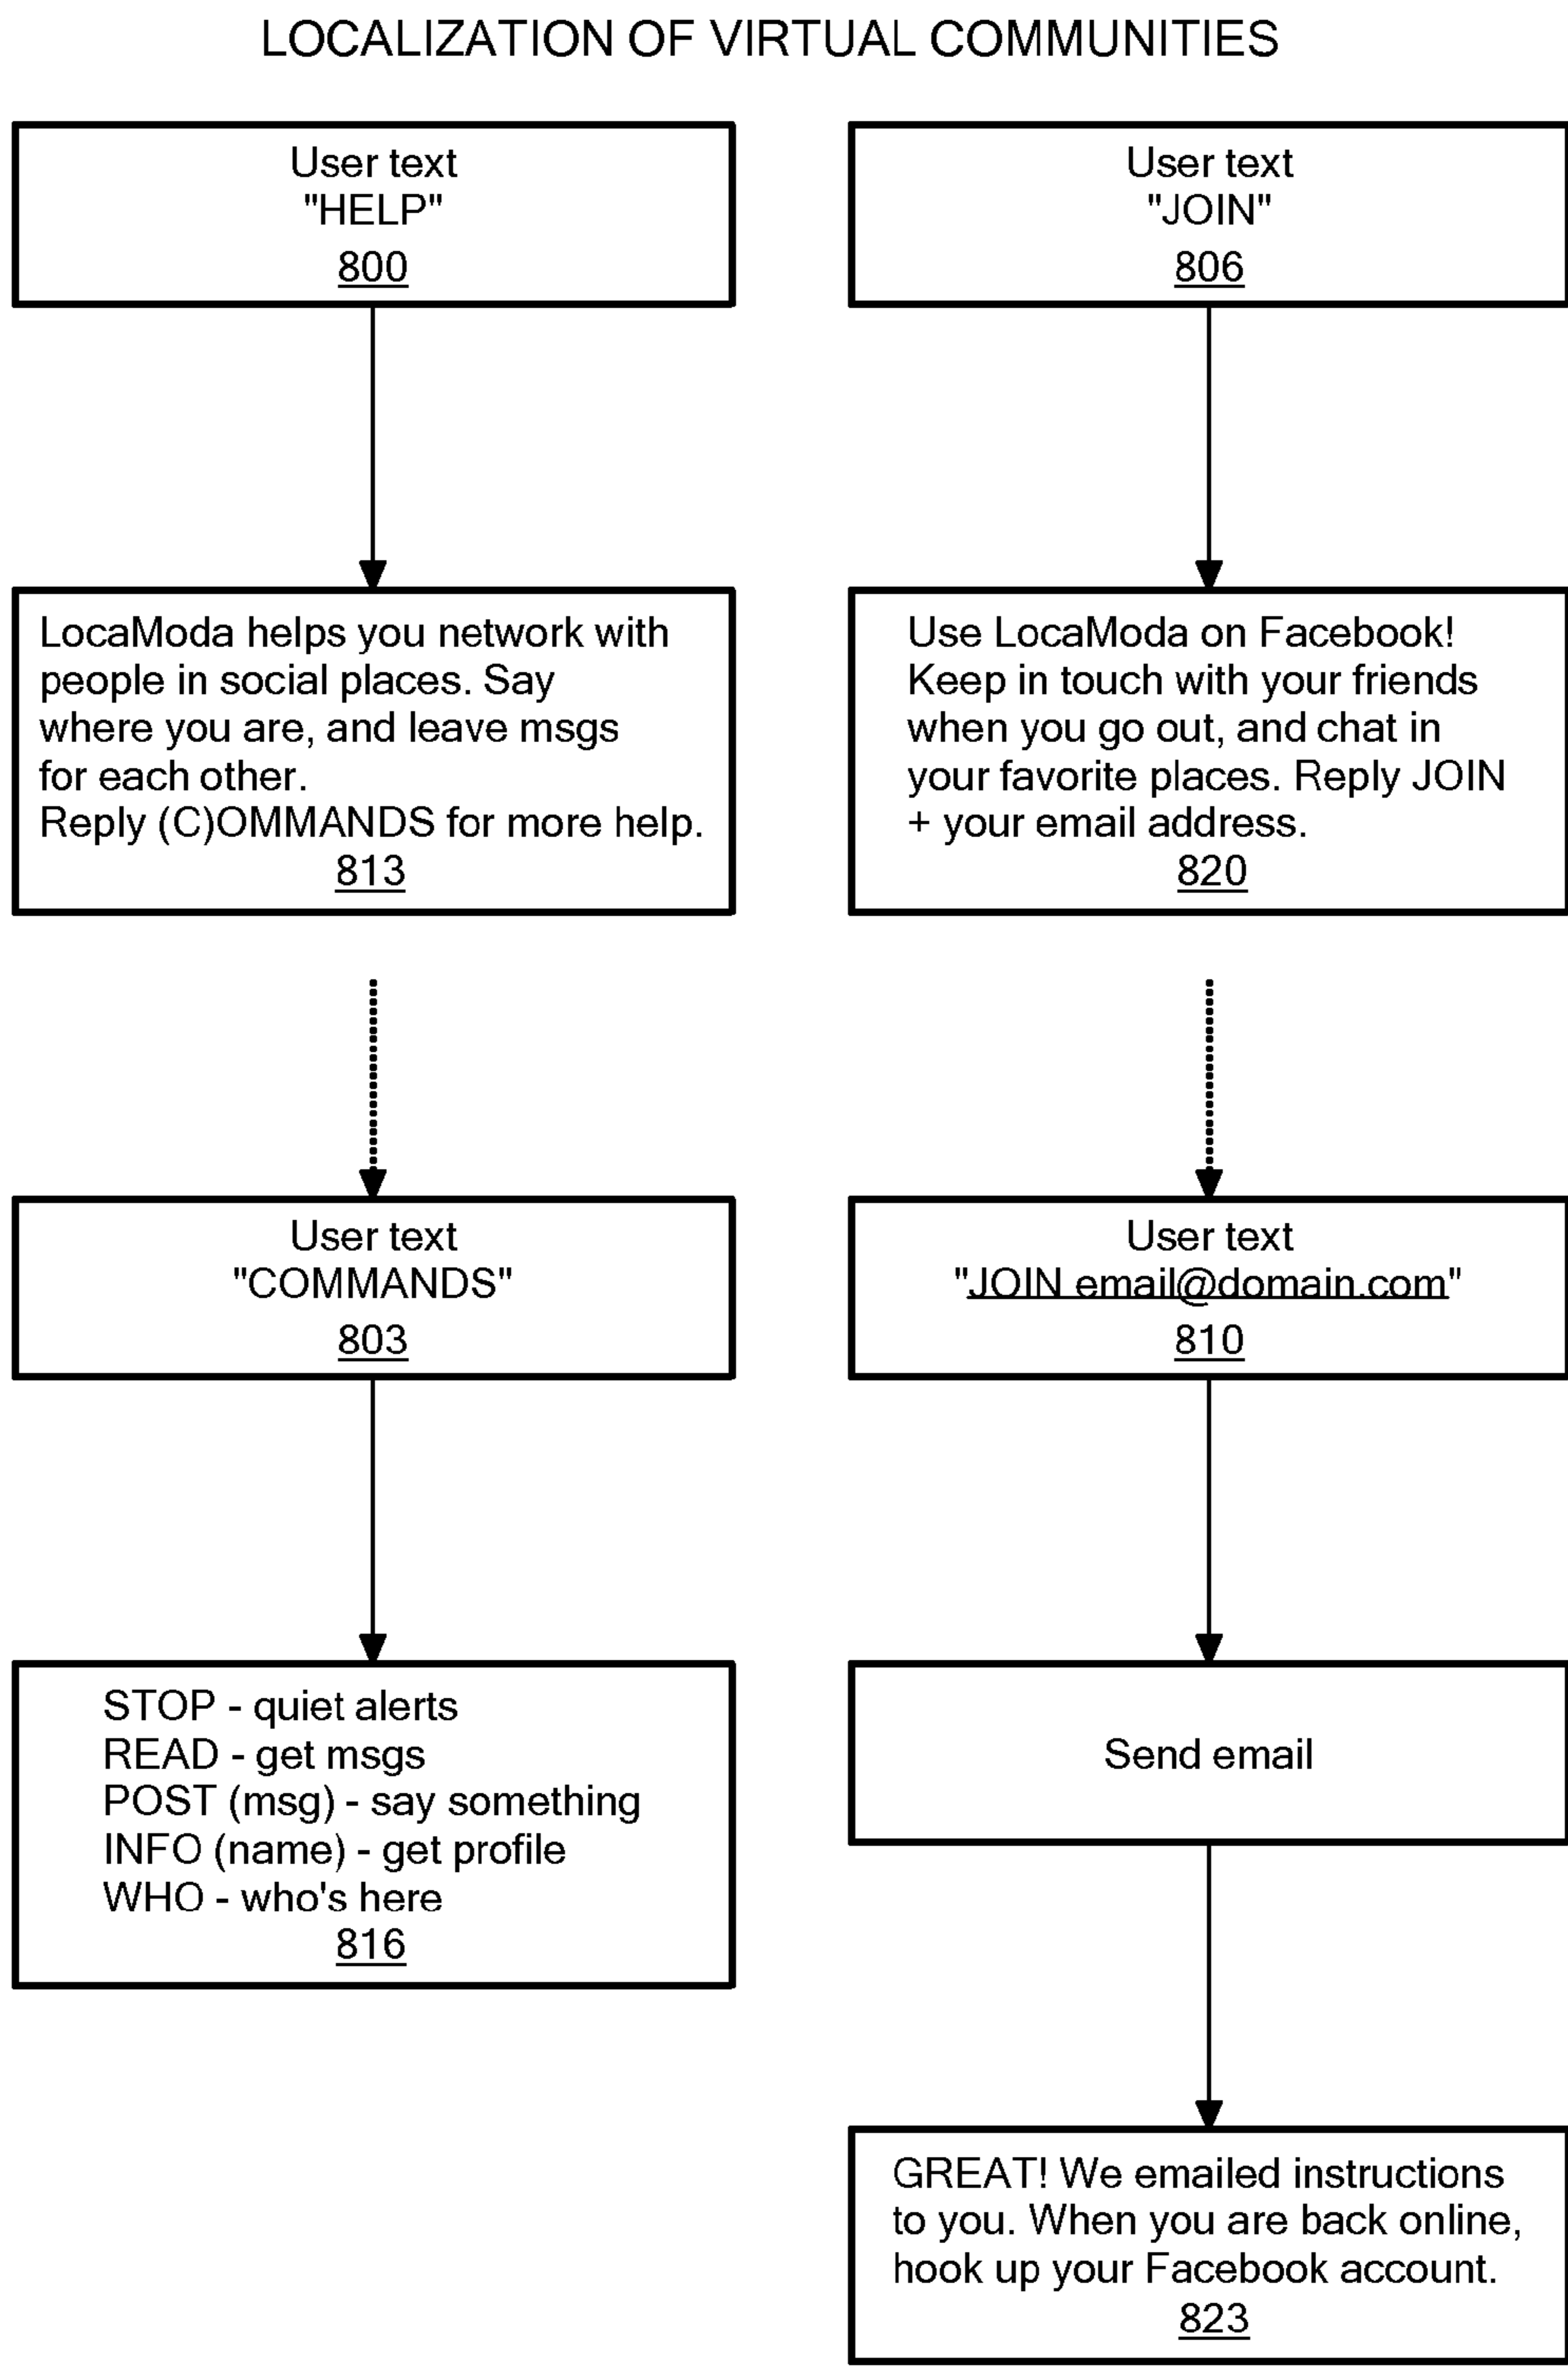 LOCALIZATION OF VIRTUAL COMMUNITIES
User text
"HELP"
800
LocaModa helps you network with
people in social places. Say
where you are, and leave msgs
for each other.
Reply (C)OMMANDS for more help.
813
User text
"COMMANDS"
803
STOP - quiet alerts
READ - get msgs
POST (msg) - say something
INFO (name) - get profile
WHO - who's here
816
User text
"JOIN"
806
Use LocaModa on Facebook!
Keep in touch with your friends
when you go out, and chat in
your favorite places. Reply JOIN
+ your email address.
820
User text
"JOIN email@domain.com"
810
Send email
GREAT! We emailed instructions
to you. When you are back online,
hook up your Facebook account.
823